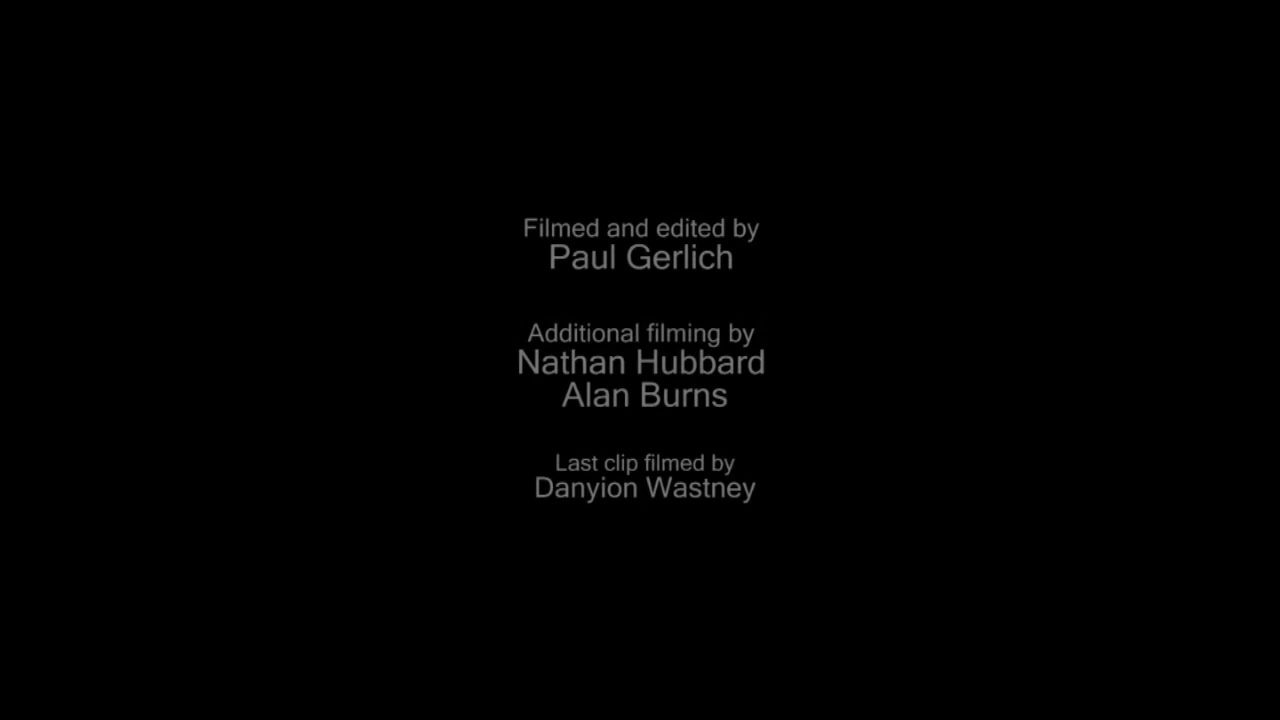 Filmed and edited by
Paul Gerlich
Additional filming by
Nathan Hubbard
Alan Burns
Last clip filmed by
Danyion Wastney